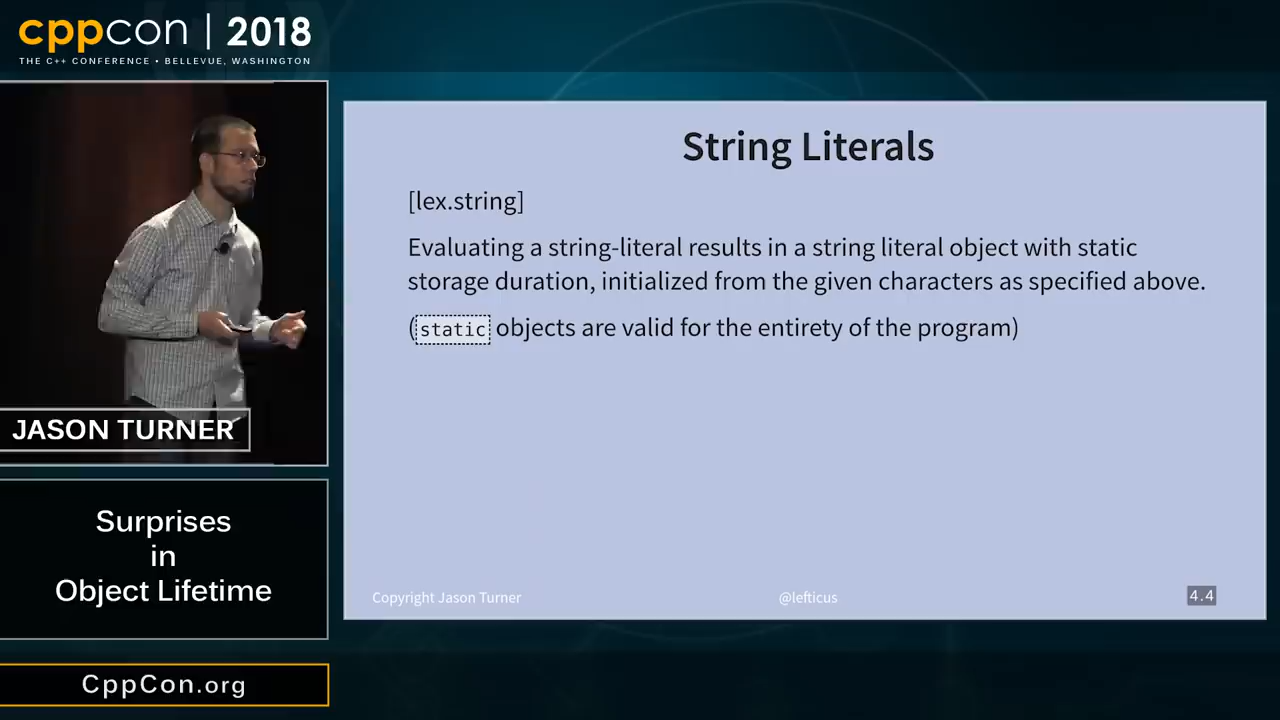 cppcon | 2018
THE C++ CONFERENCE • BELLEVUE, WASHINGTON
JASON TURNER
Surprises
in
Object Lifetime
CppCon.org
String Literals
[lex.string]
Evaluating a string-literal results in a string literal object with static
storage duration, initialized from the given characters as specified above.
(static objects are valid for the entirety of the program)
Copyright Jason Turner
@lefticus
4.4